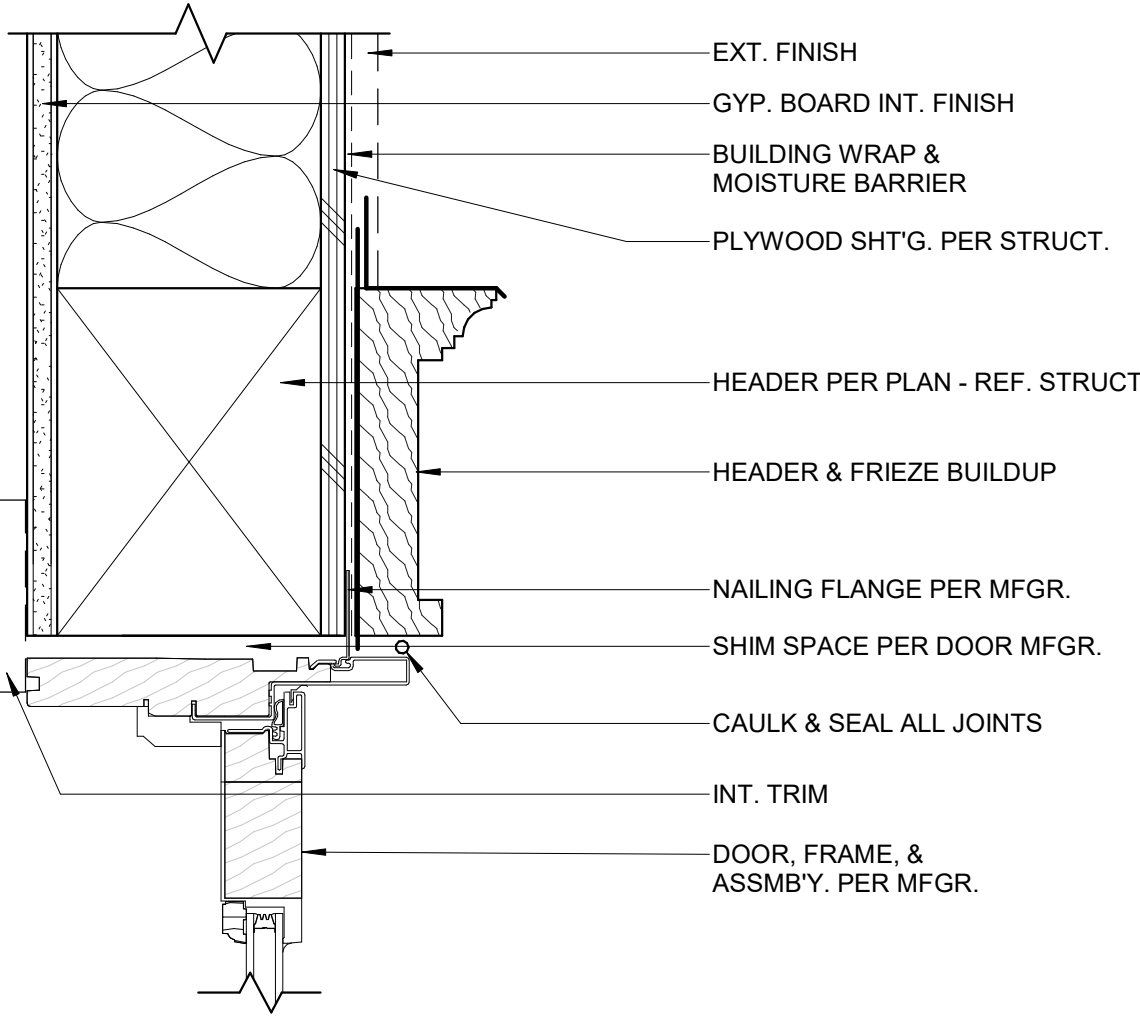 EXT. FINISH
GYP. BOARD INT. FINISH
BUILDING WRAP &
MOISTURE BARRIER
PLYWOOD SHT'G. PER STRUCT.
HEADER PER PLAN - REF. STRUCT
HEADER & FRIEZE BUILDUP
NAILING FLANGE PER MFGR.
SHIM SPACE PER DOOR MFGR.
CAULK & SEAL ALL JOINTS
INT. TRIM
DOOR, FRAME, &
ASSMB'Y. PER MFGR.